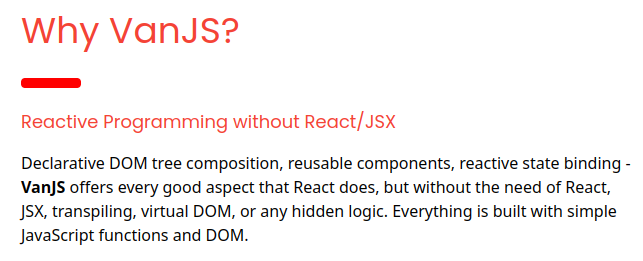 Why VanJS?
Reactive Programming without React/JSX
Declarative DOM tree composition, reusable components, reactive state binding -
VanJS offers every good aspect that React does, but without the need of React,
JSX, transpiling, virtual DOM, or any hidden logic. Everything is built with simple
JavaScript functions and DOM.